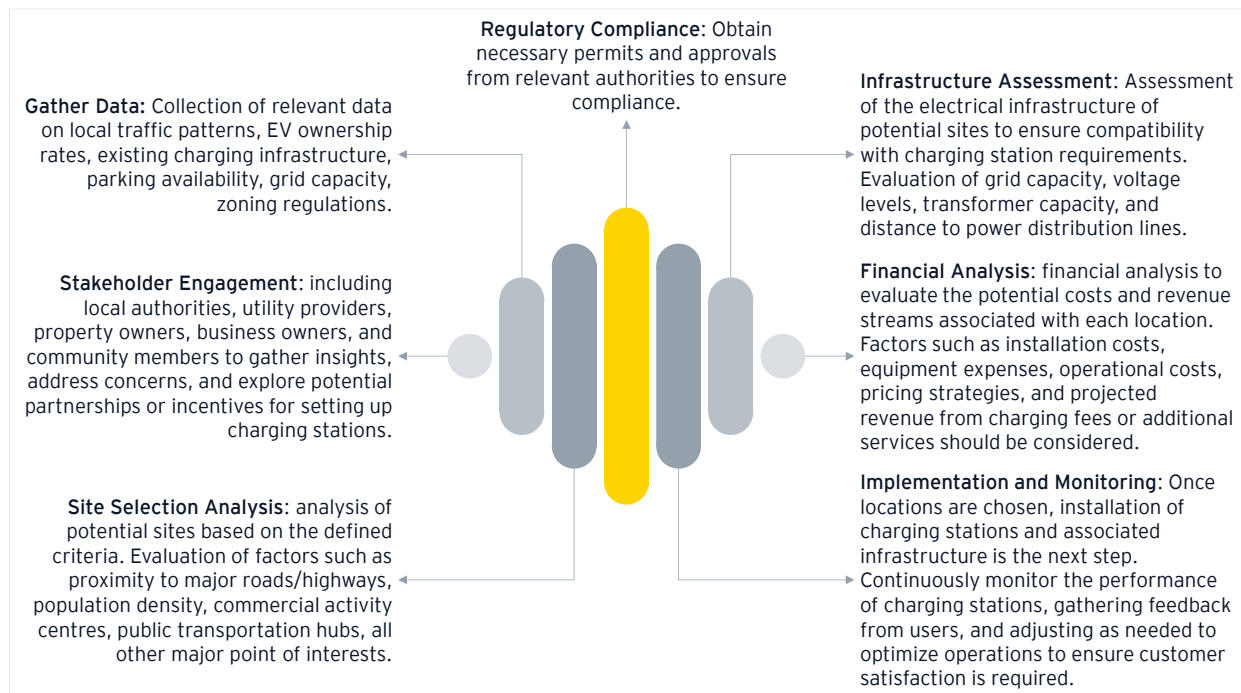 Regulatory Compliance: Obtain
necessary permits and approvals
from relevant authorities to ensure
compliance.
Gather Data: Collection of relevant data
on local traffic patterns, EV ownership
rates, existing charging infrastructure,
parking availability, grid capacity,
zoning regulations.
Stakeholder Engagement: including
local authorities, utility providers,
property owners, business owners, and
community members to gather insights,
address concerns, and explore potential
partnerships or incentives for setting up
charging stations.
Site Selection Analysis: analysis of
potential sites based on the defined
criteria. Evaluation of factors such as
proximity to major roads/highways,
population density, commercial activity
centres, public transportation hubs, all
other major point of interests.
Infrastructure Assessment: Assessment
of the electrical infrastructure of
potential sites to ensure compatibility
with charging station requirements.
Evaluation of grid capacity, voltage
levels, transformer capacity, and
distance to power distribution lines.
Financial Analysis: financial analysis to
evaluate the potential costs and revenue
streams associated with each location.
Factors such as installation costs,
equipment expenses, operational costs,
pricing strategies, and projected
revenue from charging fees or additional
services should be considered.
Implementation and Monitoring: Once
locations are chosen, installation of
charging stations and associated
infrastructure is the next step.
Continuously monitor the performance
of charging stations, gathering feedback
from users, and adjusting as needed to
optimize operations to ensure customer
satisfaction is required.